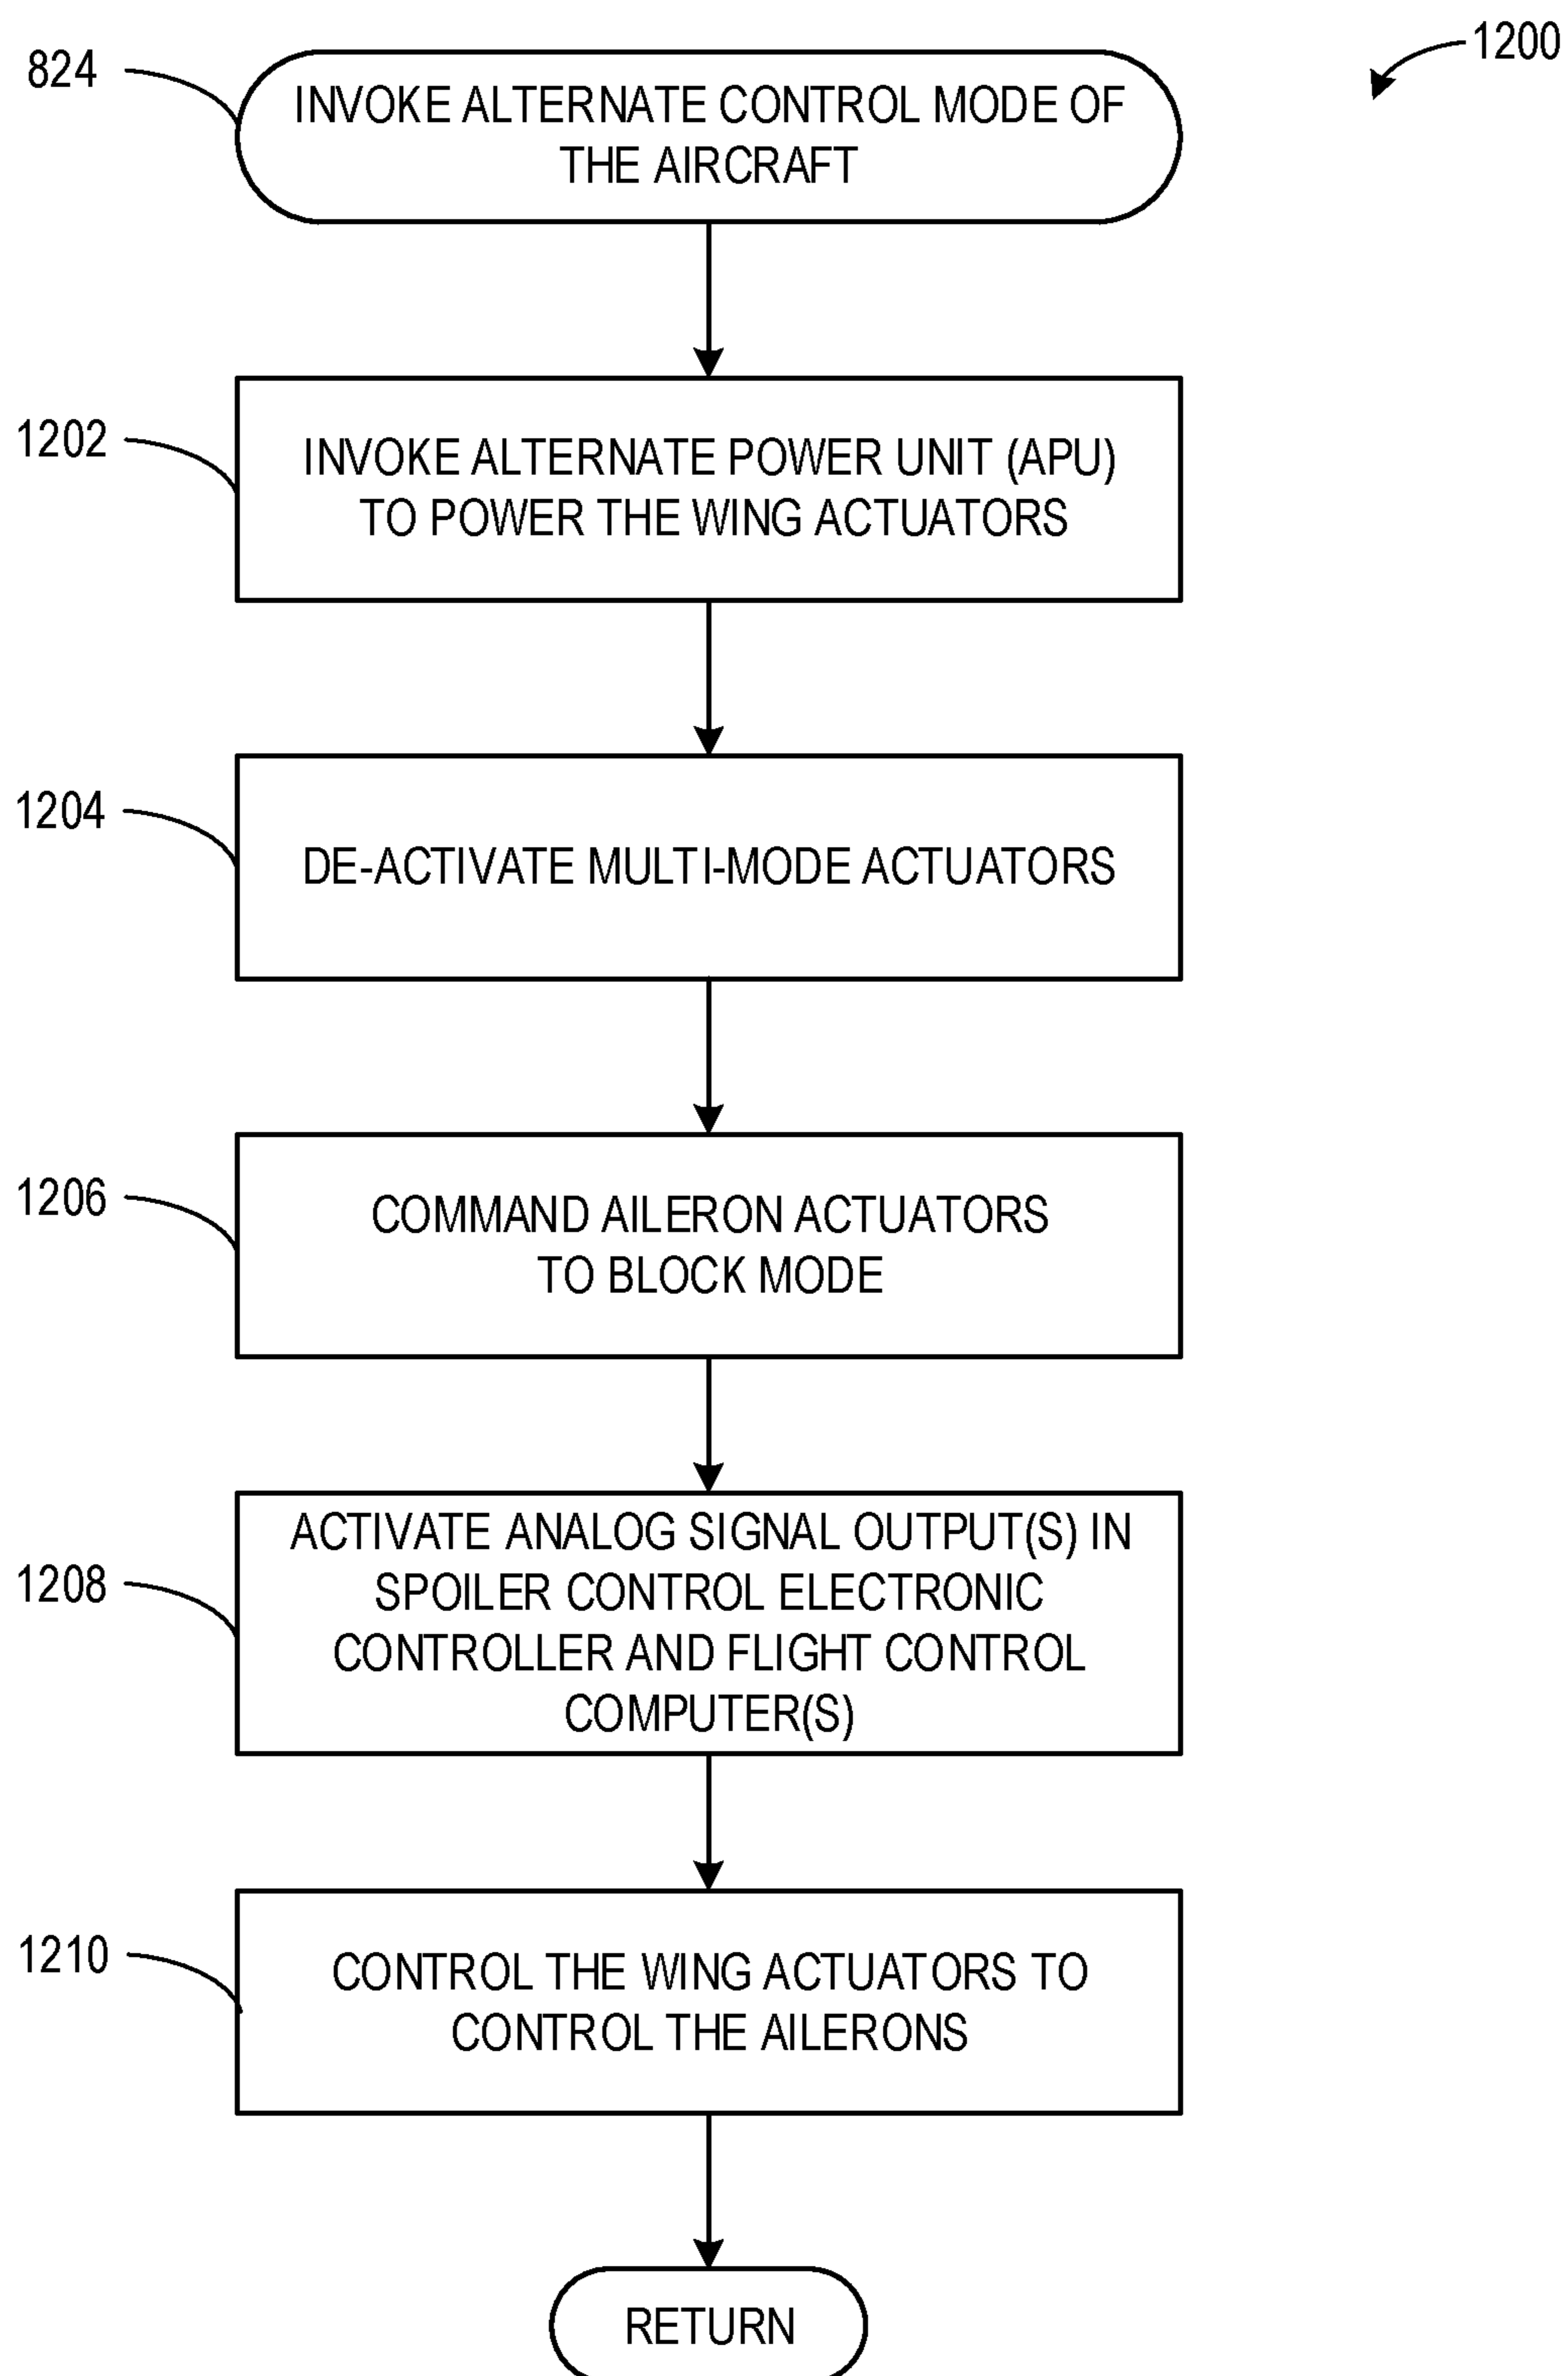 1200
824
INVOKE ALTERNATE CONTROL MODE OF
THE AIRCRAFT
1202
INVOKE ALTERNATE POWER UNIT (APU)
TO POWER THE WING ACTUATORS
1204
DE-ACTIVATE MULTI-MODE ACTUATORS
1206
COMMAND AILERON ACTUATORS
TO BLOCK MODE
1208
ACTIVATE ANALOG SIGNAL OUTPUT(S) IN
SPOILER CONTROL ELECTRONIC
CONTROLLER AND FLIGHT CONTROL
COMPUTER(S)
1210
CONTROL THE WING ACTUATORS TO
CONTROL THE AILERONS
RETURN